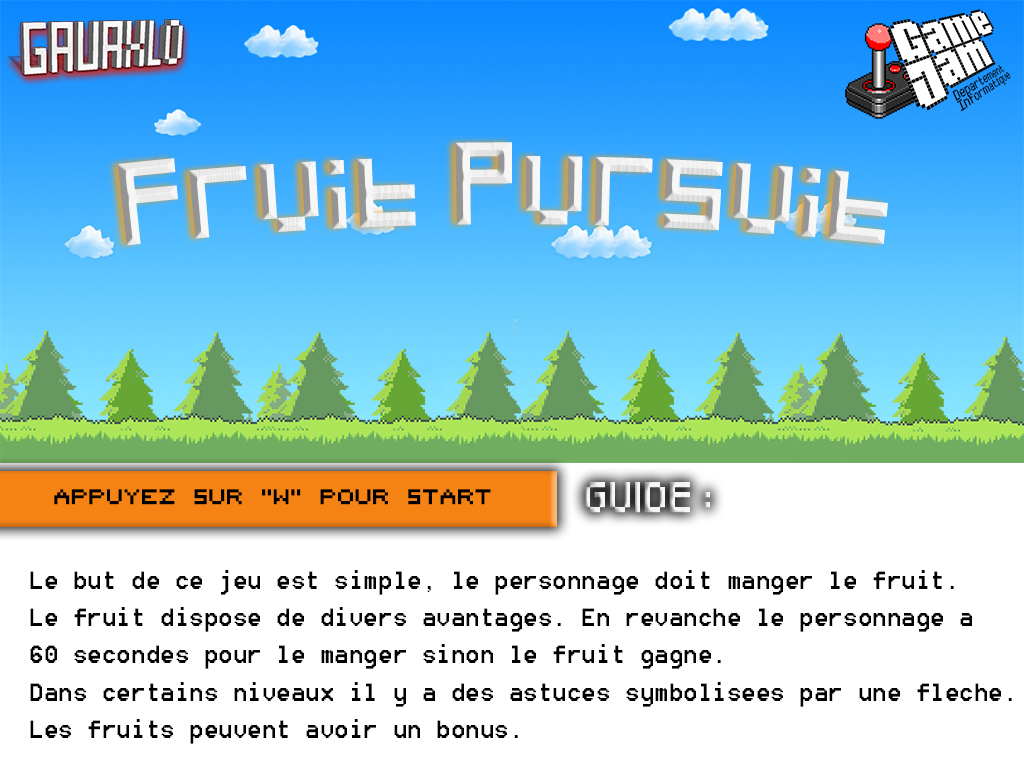 GAVAXLO
Game
Jam
Departement
Informatique
Fruit Pursuit
APPUYEZ SUR "W" POUR START
GUIDE :
Le but de ce jeu est simple, le personnage doit manger le fruit.
Le fruit dispose de divers avantages. En revanche le personnage a
60 secondes pour le manger sinon le fruit gagne.
Dans certains niveaux il y a des astuces symbolisees par une fleche.
Les fruits peuvent avoir un bonus.